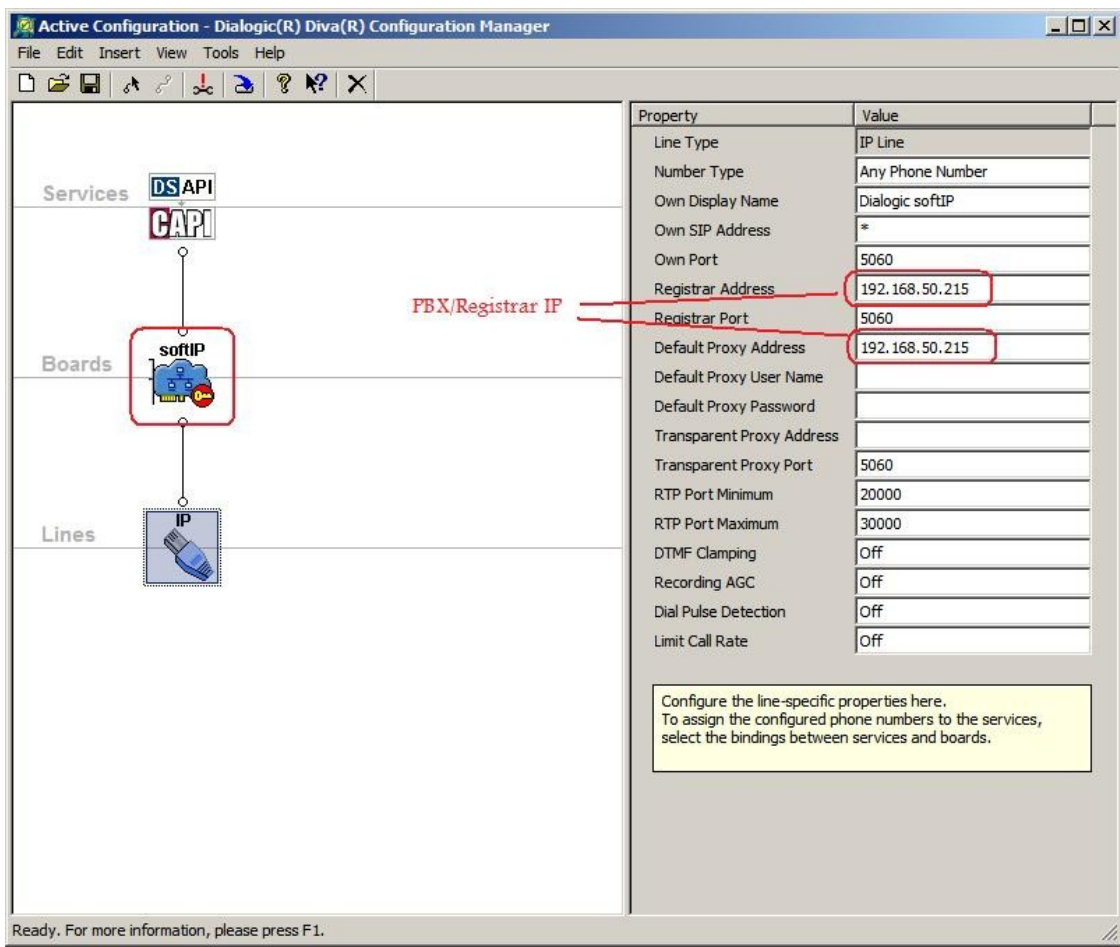 Active Configuration - Dialogic(R) Diva(R) Configuration Manager
File Edit Insert View Tools Help
Services
DS API
CAPI
softIP
Boards
IP
Lines
PBX/Registrar IP
Property Value
Line Type IP Line
Number Type Any Phone Number
Own Display Name Dialogic softIP
Own SIP Address *
Own Port 5060
Registrar Address 192.168.50.215
Registrar Port 5060
Default Proxy Address 192.168.50.215
Default Proxy User Name
Default Proxy Password
Transparent Proxy Address
Transparent Proxy Port 5060
RTP Port Minimum 20000
RTP Port Maximum 30000
DTMF Clamping Off
Recording AGC Off
Dial Pulse Detection Off
Limit Call Rate Off
Configure the line-specific properties here.
To assign the configured phone numbers to the services,
select the bindings between services and boards.
Ready. For more information, please press F1.